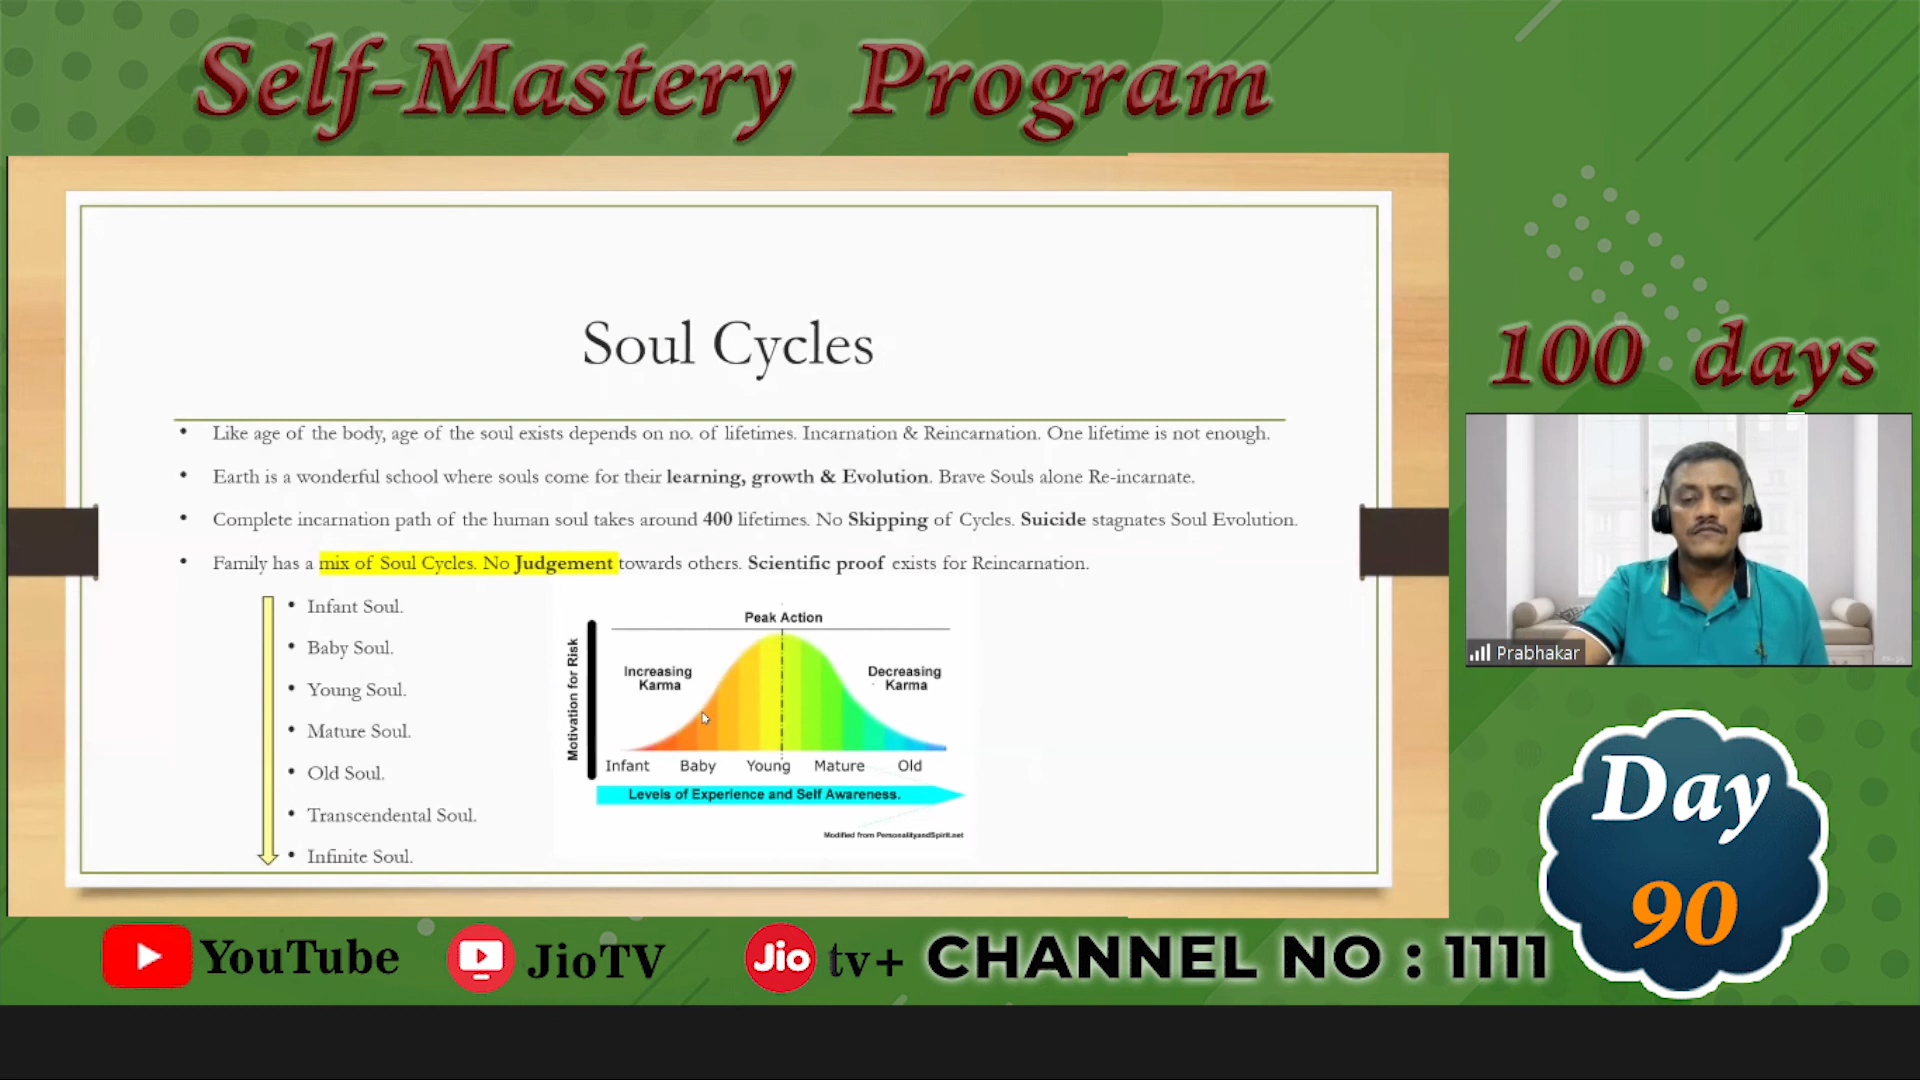 Self-Mastery Program
100 days
Soul Cycles
• Like age of the body, age of the soul exists depends on no. of lifetimes. Incarnation & Reincarnation. One lifetime is not enough.
• Earth is a wonderful school where souls come for their learning, growth & Evolution. Brave Souls alone Re-incarnate.
• Complete incarnation path of the human soul takes around 400 lifetimes. No Skipping of Cycles. Suicide stagnates Soul Evolution.
• Family has a mix of Soul Cycles. No Judgement towards others. Scientific proof exists for Reincarnation.
• Infant Soul.
• Baby Soul.
• Young Soul.
• Mature Soul.
• Old Soul.
• Transcendental Soul.
• Infinite Soul.
Peak Action
Motivation for Risk
Increasing
Karma
Decreasing
Karma
Infant Baby Young Mature Old
Levels of Experience and Self Awareness.
Modified from PersonalityandSpirit.net
Prabhakar
Day
90
YouTube JioTV Jio tv+ CHANNEL NO : 1111